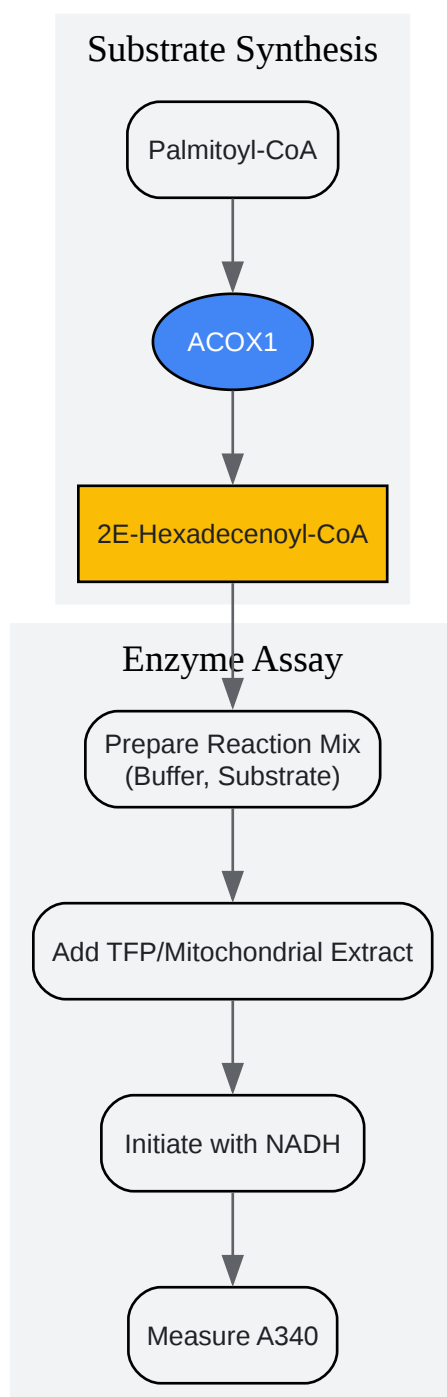 Substrate Synthesis
Palmitoyl-CoA
ACOX1
2E-Hexadecenoyl-CoA
Enzyme Assay
Prepare Reaction Mix
(Buffer, Substrate)
Add TFP/Mitochondrial Extract
Initiate with NADH
Measure A340